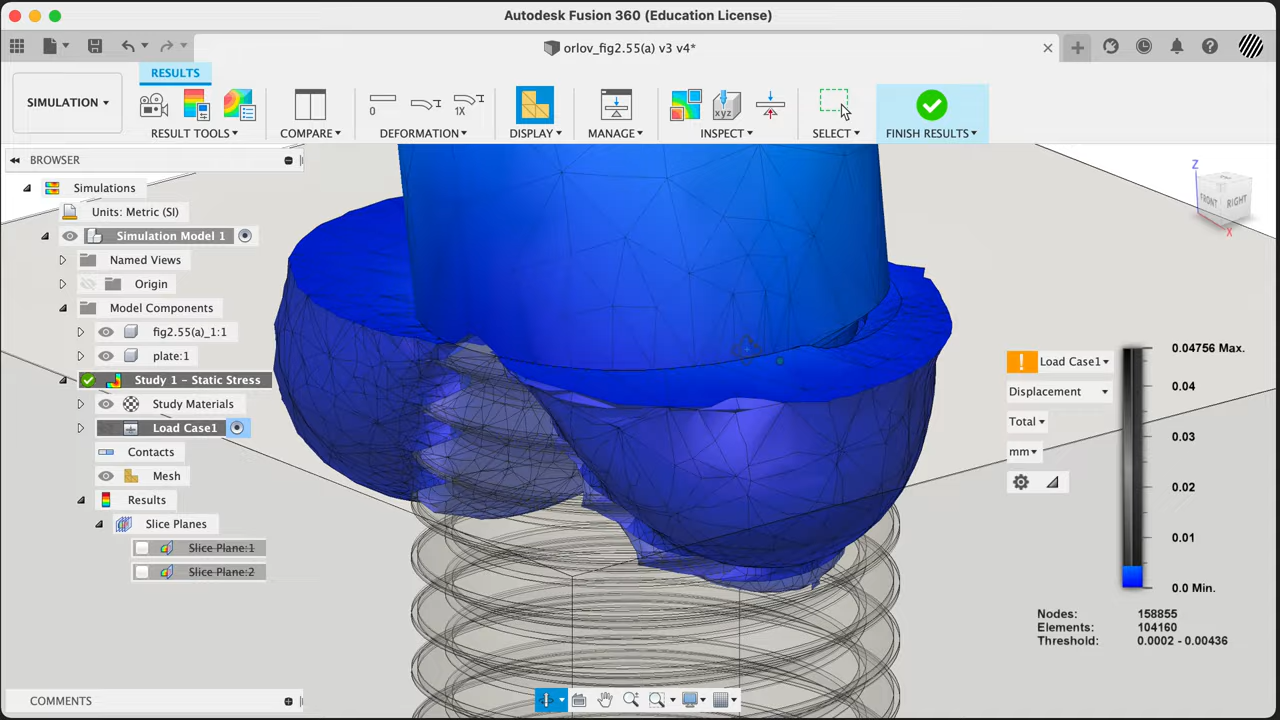 Autodesk Fusion 360 (Education License)
orlov_fig2.55(a) v3 v4*
RESULTS
SIMULATION
RESULT TOOLS
COMPARE
0
1X
DEFORMATION
DISPLAY
MANAGE
xyz
INSPECT
SELECT
FINISH RESULTS
BROWSER
Simulations
Units: Metric (SI)
Simulation Model 1
Named Views
Origin
Model Components
fig2.55(a)_1:1
plate:1
Study 1 - Static Stress
Study Materials
Load Case1
Contacts
Mesh
Results
Slice Planes
Slice Plane:1
Slice Plane:2
Z
FRONT
RIGHT
X
Load Case1
Displacement
Total
mm
0.04756 Max.
0.04
0.03
0.02
0.01
0.0 Min.
Nodes: 158855
Elements: 104160
Threshold: 0.0002 - 0.00436
COMMENTS